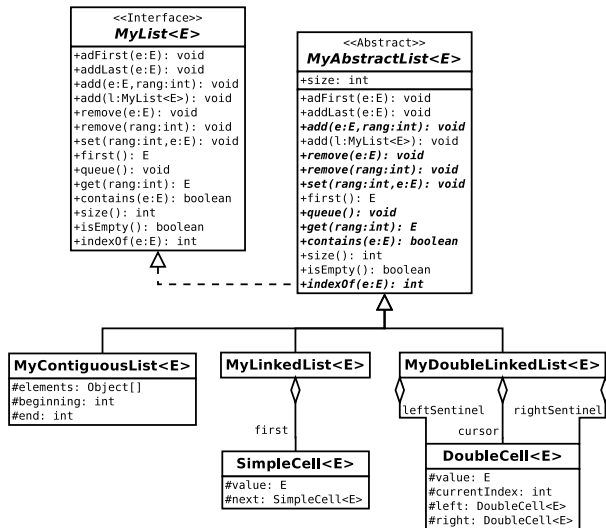 <<Interface>>
MyList<E>
+adFirst(e:E): void
+addLast(e:E): void
+add(e:E,rang:int): void
+add(l:MyList<E>): void
+remove(e:E): void
+remove(rang:int): void
+set(rang:int,e:E): void
+first(): E
+queue(): void
+get(rang:int): E
+contains(e:E): boolean
+size(): int
+isEmpty(): boolean
+indexOf(e:E): int
<<Abstract>>
MyAbstractList<E>
+size: int
+adFirst(e:E): void
+addLast(e:E): void
+add(e:E,rang:int): void
+add(l:MyList<E>): void
+remove(e:E): void
+remove(rang:int): void
+set(rang:int,e:E): void
+first(): E
+queue(): void
+get(rang:int): E
+contains(e:E): boolean
+size(): int
+isEmpty(): boolean
+indexOf(e:E): int
MyContiguousList<E>
#elements: Object[]
#beginning: int
#end: int
MyLinkedList<E>
first
SimpleCell<E>
#value: E
#next: SimpleCell<E>
MyDoubleLinkedList<E>
leftSentinel
rightSentinel
cursor
DoubleCell<E>
#value: E
#currentIndex: int
#left: DoubleCell<E>
#right: DoubleCell<E>